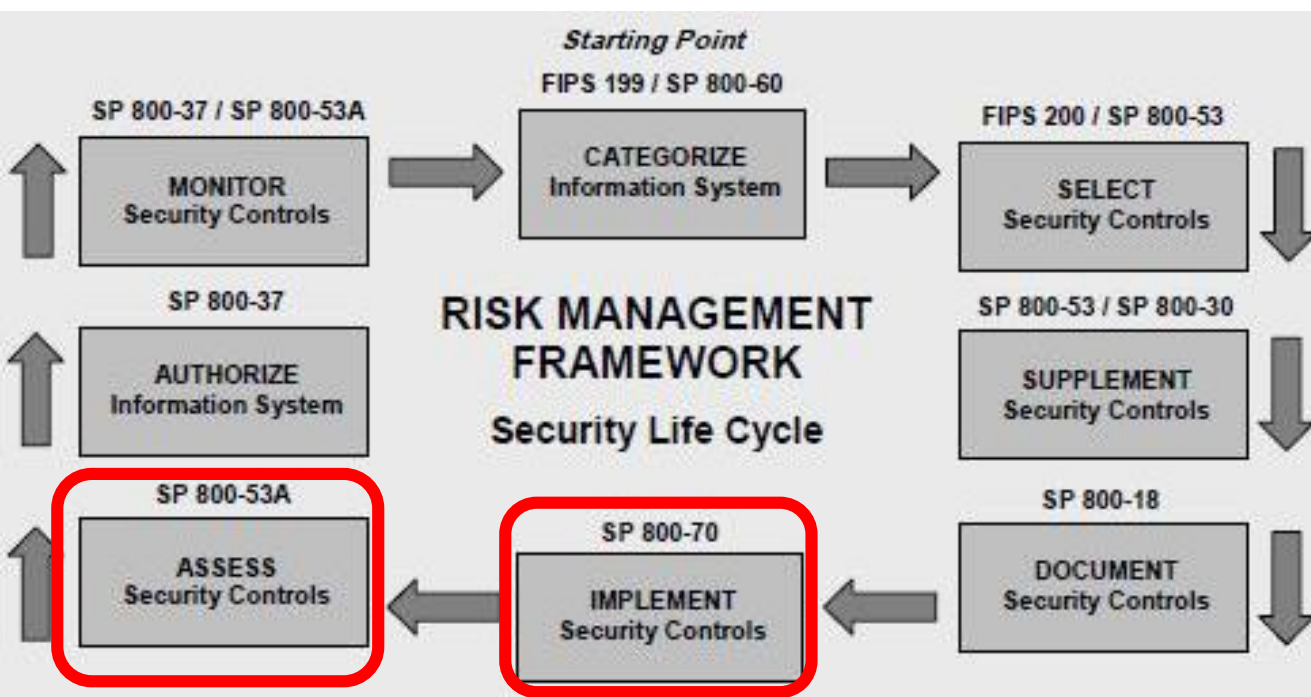 Starting Point
FIPS 199 / SP 800-60
CATEGORIZE
Information System
FIPS 200 / SP 800-53
SELECT
Security Controls
SP 800-53 / SP 800-30
SUPPLEMENT
Security Controls
SP 800-18
DOCUMENT
Security Controls
SP 800-70
IMPLEMENT
Security Controls
SP 800-53A
ASSESS
Security Controls
SP 800-37
AUTHORIZE
Information System
SP 800-37 / SP 800-53A
MONITOR
Security Controls
RISK MANAGEMENT
FRAMEWORK
Security Life Cycle